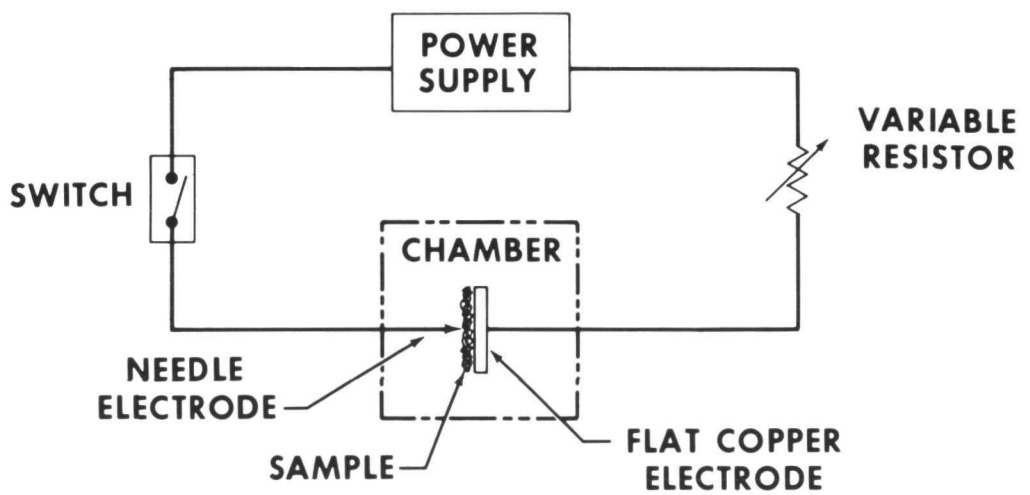 POWER
SUPPLY
VARIABLE
RESISTOR
SWITCH
CHAMBER
NEEDLE
ELECTRODE
SAMPLE
FLAT COPPER
ELECTRODE